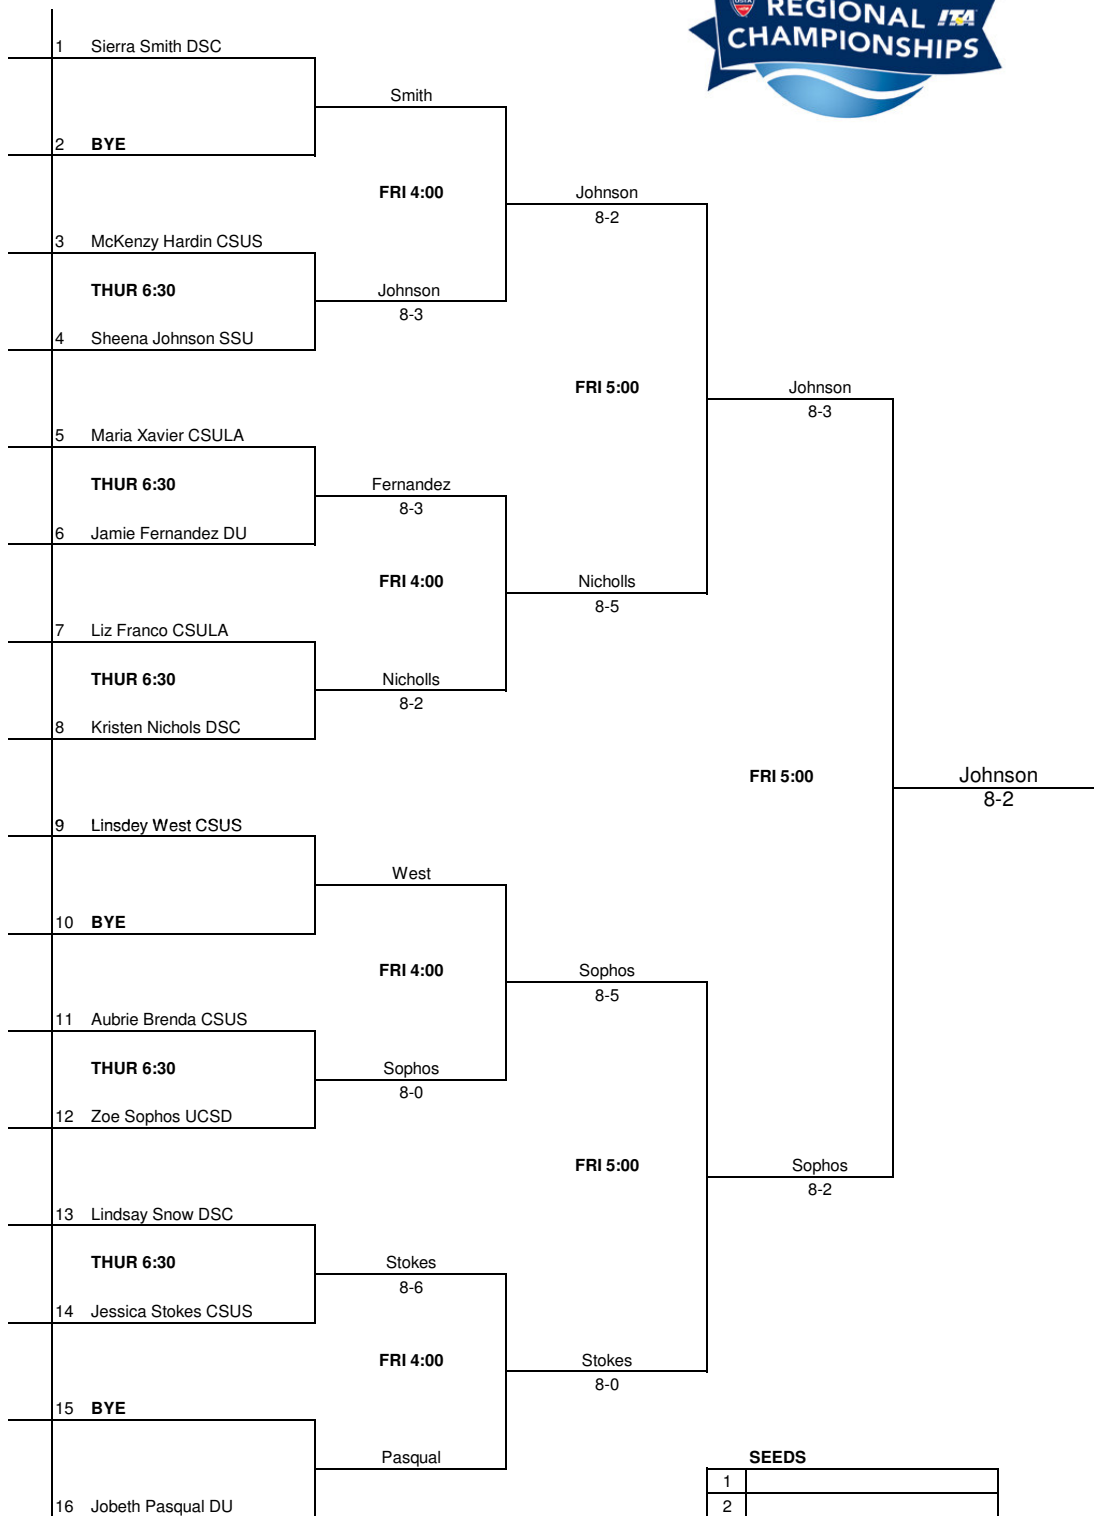 REGIONAL ITA
CHAMPIONSHIPS
1 Sierra Smith DSC
Smith
2 BYE
FRI 4:00
Johnson
8-2
3 McKenzy Hardin CSUS
THUR 6:30
Johnson
8-3
4 Sheena Johnson SSU
FRI 5:00
Johnson
8-3
5 Maria Xavier CSULA
THUR 6:30
Fernandez
8-3
6 Jamie Fernandez DU
FRI 4:00
Nicholls
8-5
7 Liz Franco CSULA
THUR 6:30
Nicholls
8-2
8 Kristen Nichols DSC
FRI 5:00
Johnson
8-2
9 Linsdey West CSUS
West
10 BYE
FRI 4:00
Sophos
8-5
11 Aubrie Brenda CSUS
THUR 6:30
Sophos
8-0
12 Zoe Sophos UCSD
FRI 5:00
Sophos
8-2
13 Lindsay Snow DSC
THUR 6:30
Stokes
8-6
14 Jessica Stokes CSUS
FRI 4:00
Stokes
8-0
15 BYE
Pasqual
SEEDS
1
16 Jobeth Pasqual DU
2